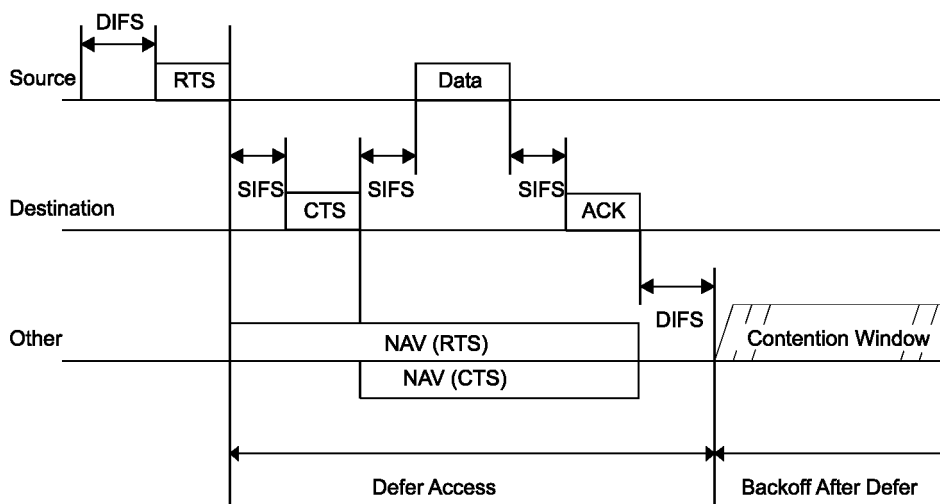 DIFS
Source
RTS
Data
SIFS
SIFS
SIFS
Destination
CTS
ACK
DIFS
Other
NAV (RTS)
Contention Window
NAV (CTS)
Defer Access
Backoff After Defer